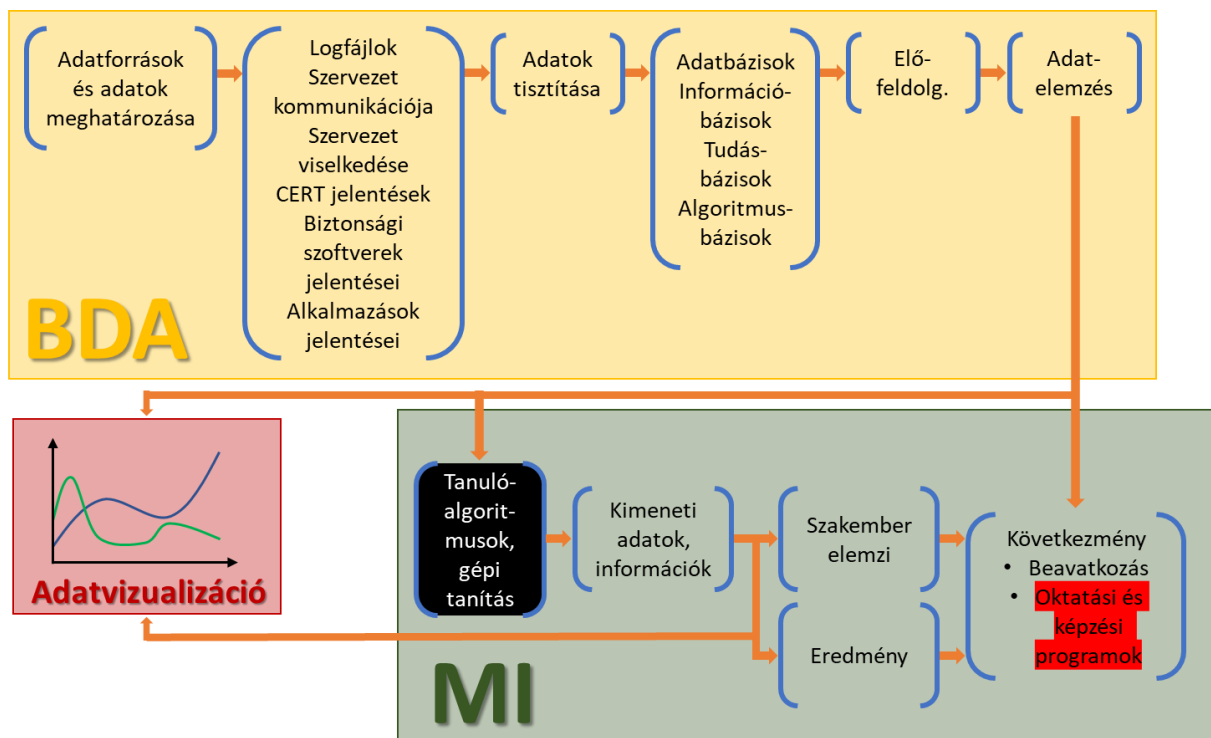 Adatforrások
és adatok
meghatározása
Logfájlok
Szervezet
kommunikációja
Szervezet
viselkedése
CERT jelentések
Biztonsági
szoftverek
jelentései
Alkalmazások
jelentései
Adatok
tisztítása
Adatbázisok
Információ-
bázisok
Tudás-
bázisok
Algoritmus-
bázisok
Elő-
feldolg.
Adat-
elemzés
BDA
Adatvizualizáció
Tanuló-
algorit-
musok,
gépi
tanítás
Kimeneti
adatok,
információk
Szakember
elemzi
Eredmény
Következmény
• Beavatkozás
• Oktatási és
képzési
programok
MI